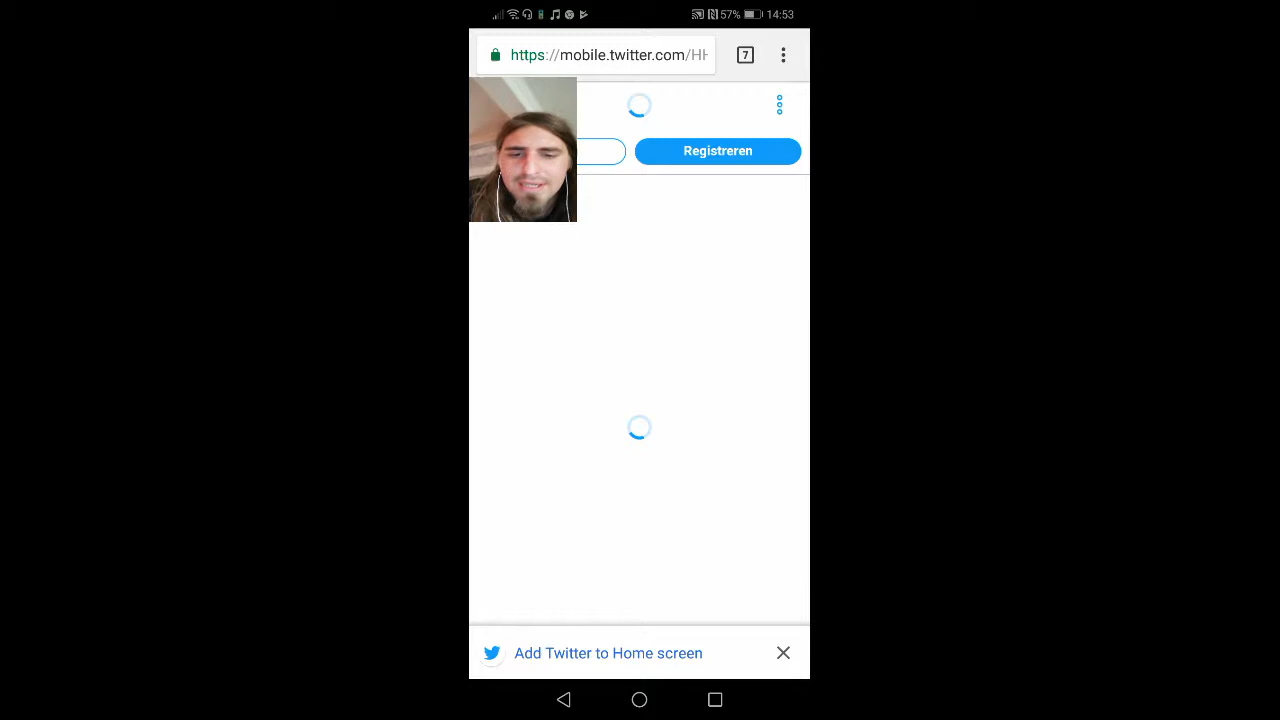 57% 14:53
https://mobile.twitter.com/HH
7
Registreren
Add Twitter to Home screen